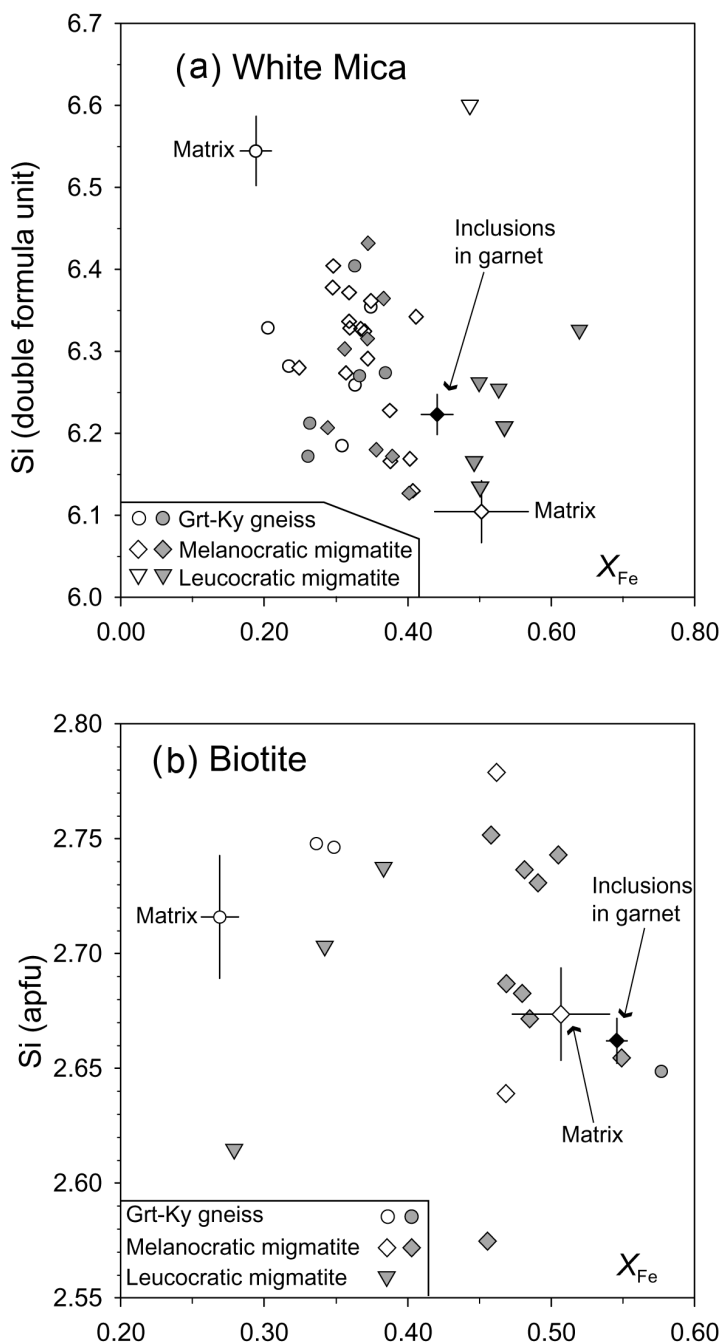 (a) White Mica
6.7
6.6
6.5
6.4
6.3
6.2
6.1
6.0
Si (double formula unit)
Matrix
Inclusions
in garnet
Matrix
Grt-Ky gneiss
Melanocratic migmatite
Leucocratic migmatite
XFe
0.00 0.20 0.40 0.60 0.80
(b) Biotite
2.80
2.75
2.70
2.65
2.60
2.55
Si (apfu)
Matrix
Inclusions
in garnet
Matrix
Grt-Ky gneiss
Melanocratic migmatite
Leucocratic migmatite
XFe
0.20 0.30 0.40 0.50 0.60